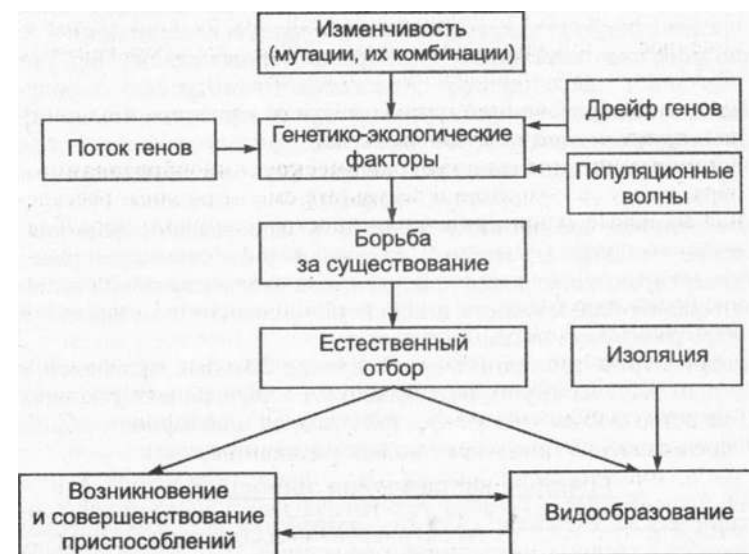 Изменчивость
(мутации, их комбинации)
Поток генов
Генетико-экологические
факторы
Дрейф генов
Популяционные
волны
Борьба
за существование
Естественный
отбор
Изоляция
Возникновение
и совершенствование
приспособлений
Видообразование